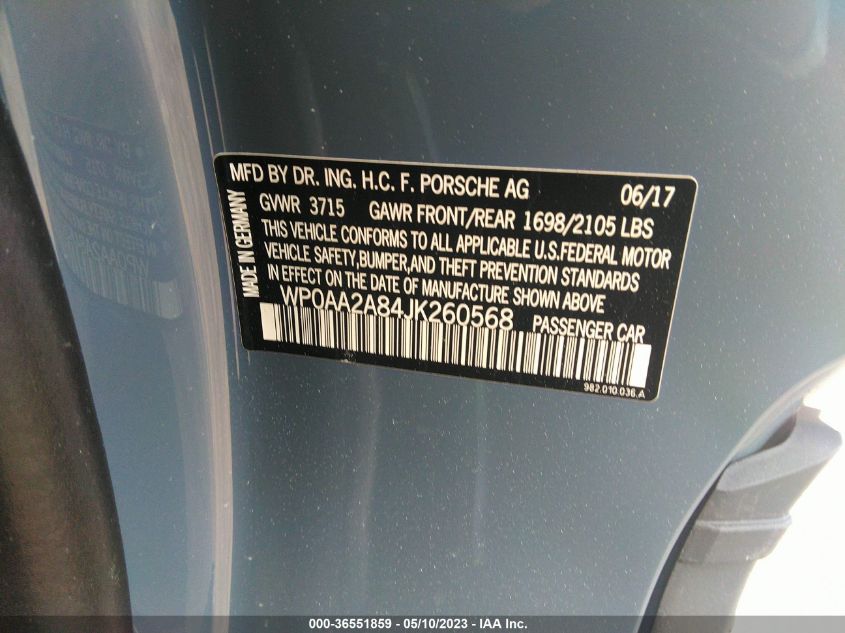 MFD BY DR. ING. H.C. F. PORSCHE AG 06/17
GVWR 3715 GAWR FRONT/REAR 1698/2105 LBS
THIS VEHICLE CONFORMS TO ALL APPLICABLE U.S.FEDERAL MOTOR
VEHICLE SAFETY,BUMPER,AND THEFT PREVENTION STANDARDS
IN EFFECT ON THE DATE OF MANUFACTURE SHOWN ABOVE.
WP0AA2A84JK260568 PASSENGER CAR
982.010.036.A
MADE IN GERMANY
000-36551859 - 05/10/2023 - IAA Inc.